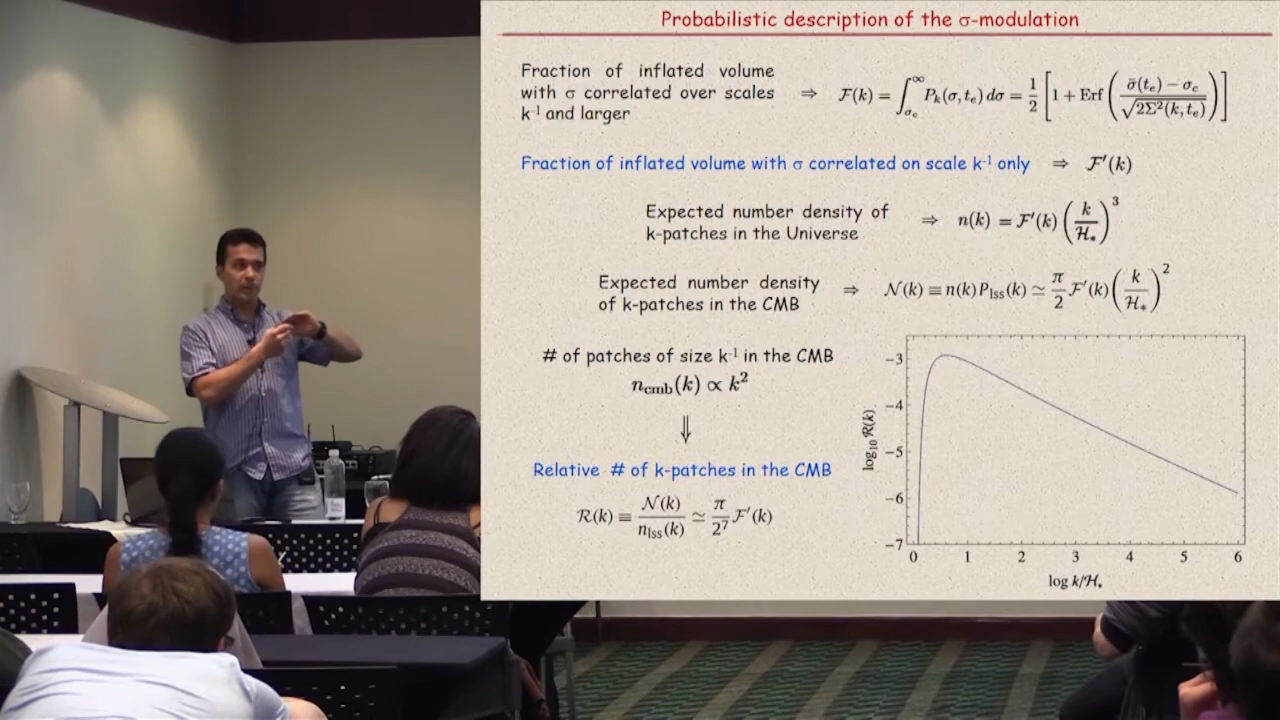 Probabilistic description of the σ-modulation
Fraction of inflated volume
with σ correlated over scales
k⁻¹ and larger
⇒ F(k) = ∫_{σ_c}^{∞} P_k(σ, t_e) dσ = 1/2 [1 + Erf( (σ̄(t_e) − σ_c) / √(2Σ²(k, t_e)) )]
Fraction of inflated volume with σ correlated on scale k⁻¹ only ⇒ F′(k)
Expected number density of
k-patches in the Universe
⇒ n(k) = F′(k) (k/H_*)³
Expected number density
of k-patches in the CMB
⇒ N(k) ≡ n(k)P_lss(k) ≃ π/2 F′(k) (k/H_*)²
# of patches of size k⁻¹ in the CMB
n_cmb(k) ∝ k²
⇓
Relative # of k-patches in the CMB
R(k) ≡ N(k)/n_lss(k) ≃ π/2⁷ F′(k)
log₁₀ R(k)
−3
−4
−5
−6
−7
0 1 2 3 4 5 6
log k/H_*